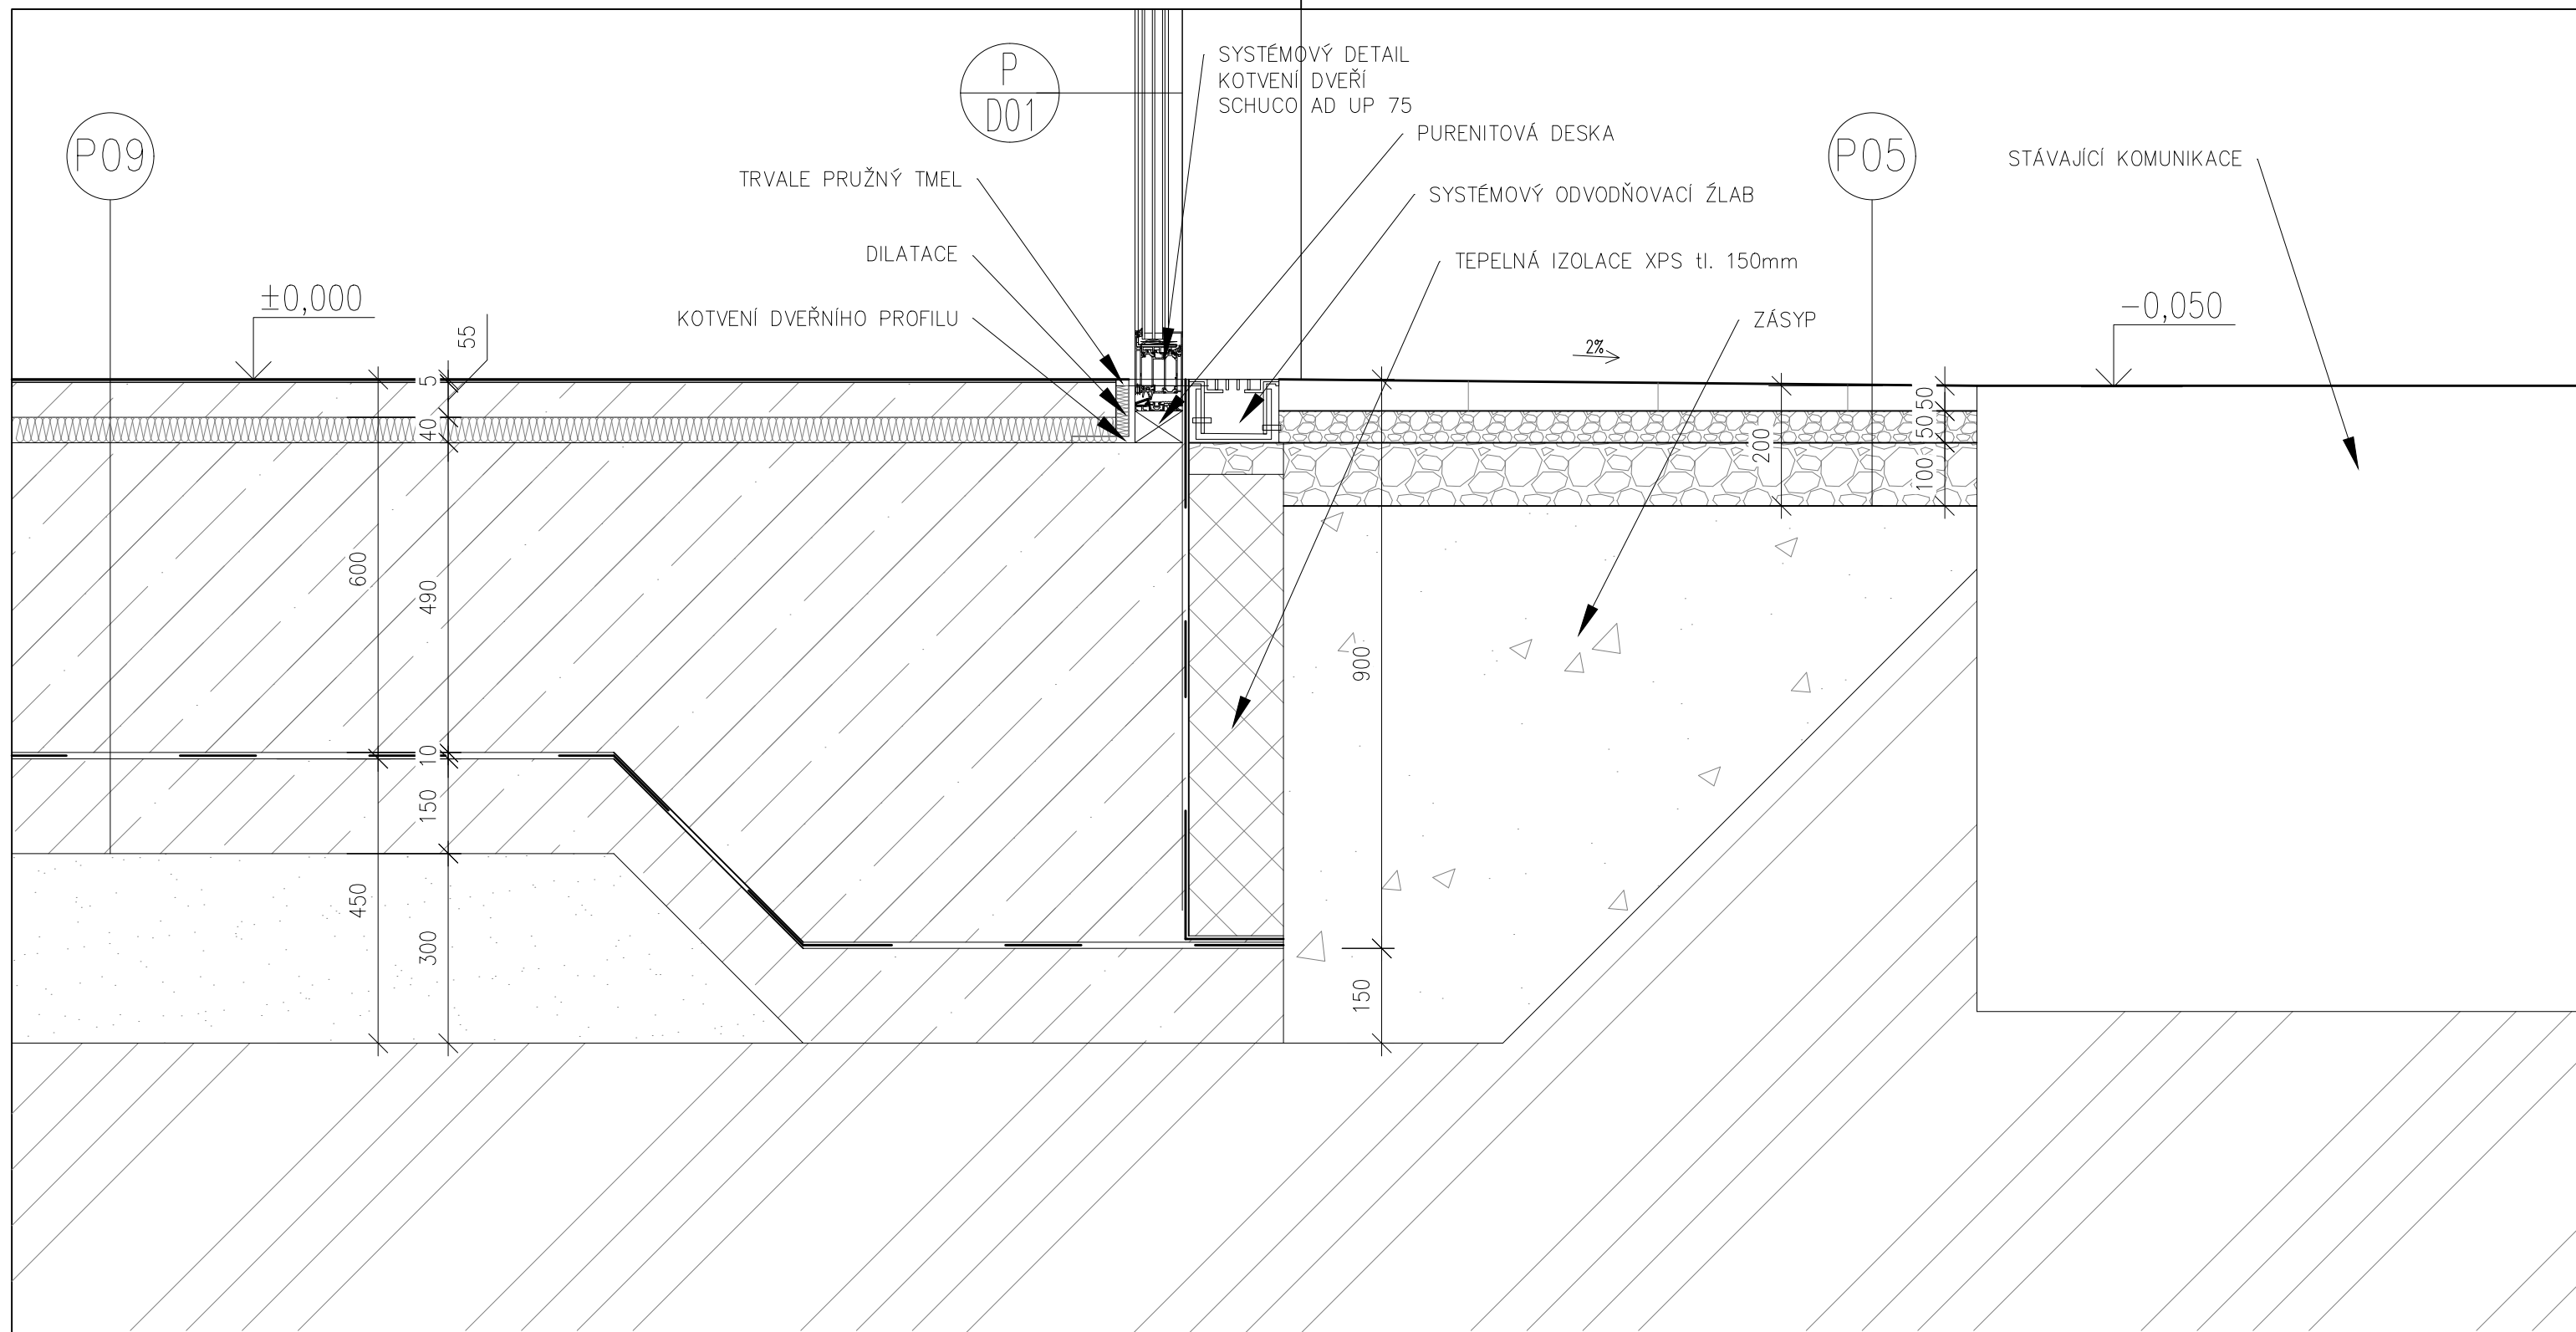 SYSTÉMOVÝ DETAIL
KOTVENÍ DVEŘÍ
SCHUCO AD UP 75
P
D01
PURENITOVÁ DESKA
P09
P05
STÁVAJÍCÍ KOMUNIKACE
TRVALE PRUŽNÝ TMEL
SYSTÉMOVÝ ODVODŇOVACÍ ŽLAB
DILATACE
TEPELNÁ IZOLACE XPS tl. 150mm
±0,000
-0,050
KOTVENÍ DVEŘNÍHO PROFILU
ZÁSYP
55
2%
5
40
50
50
200
100
600
490
900
10
150
450
300
150